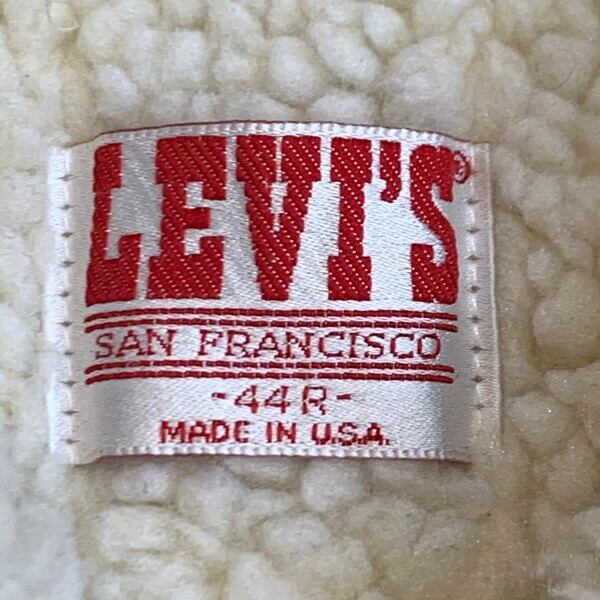 LEVI'S®
SAN FRANCISCO
-44R-
MADE IN U.S.A.